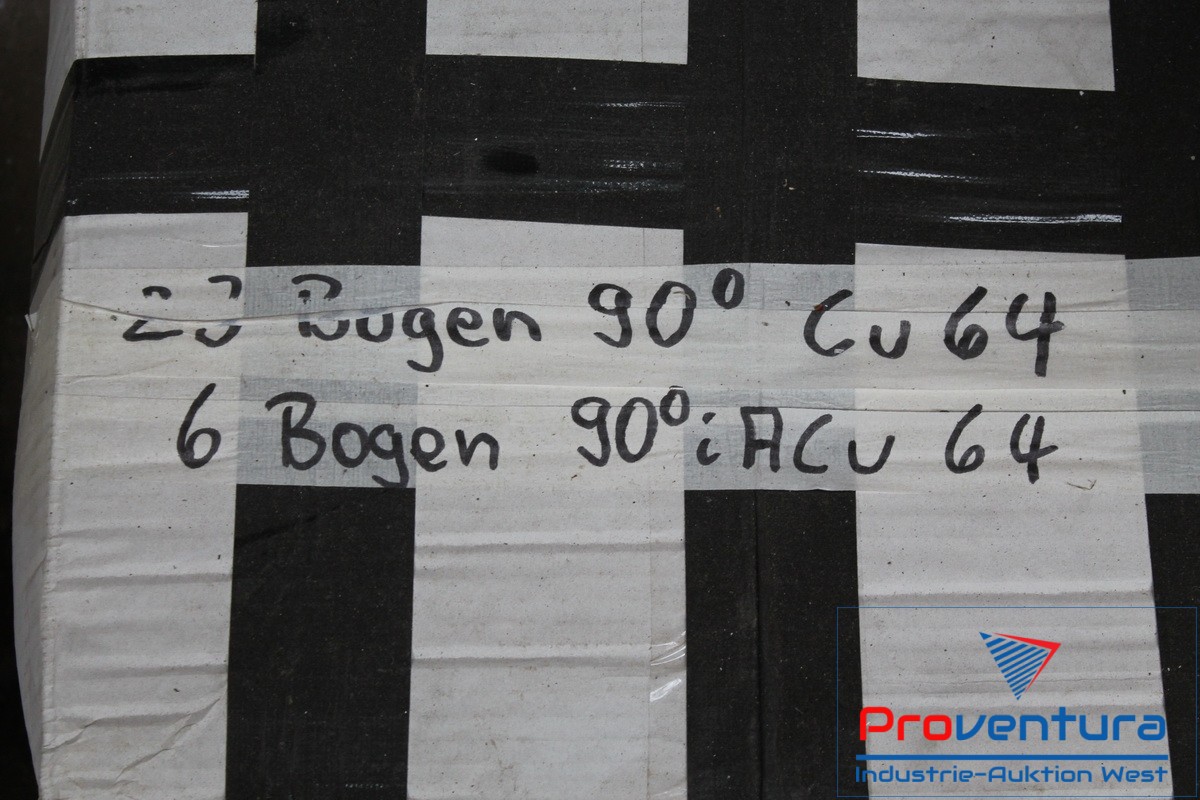 23 Bogen 90° Cu 64
6 Bogen 90° iA Cu 64
Proventura
Industrie-Auktion West